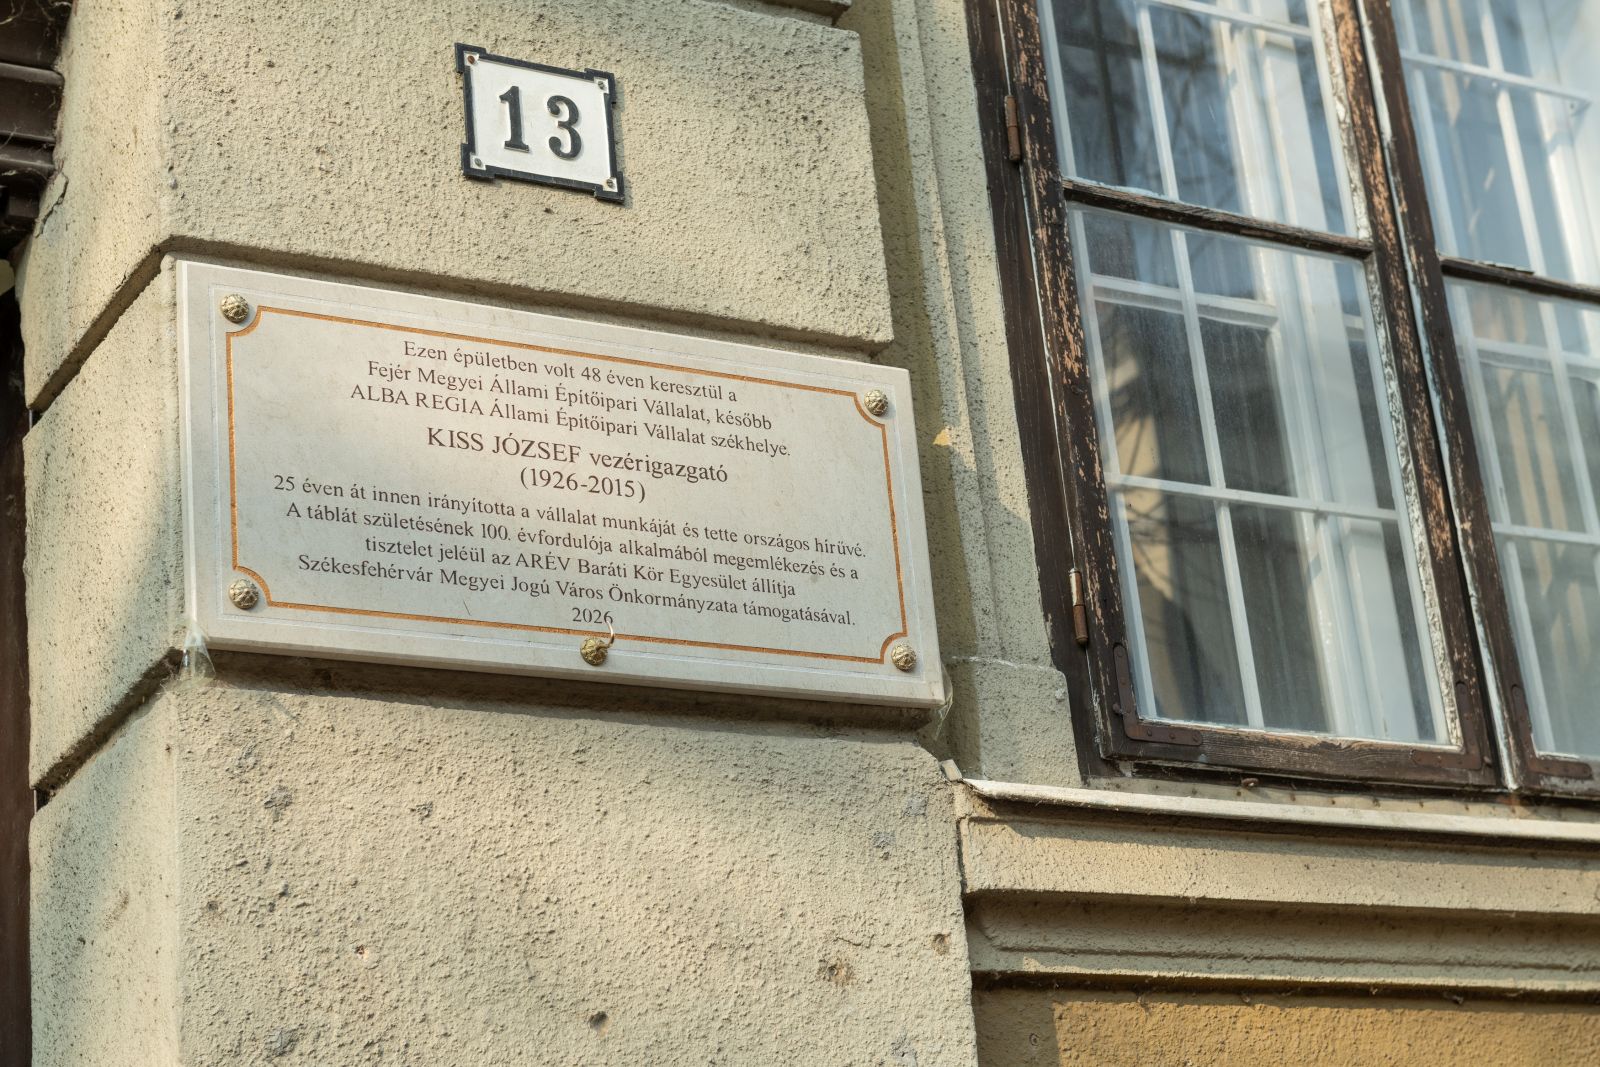 13
Ezen épületben volt 48 éven keresztül a
Fejér Megyei Állami Építőipari Vállalat, később
ALBA REGIA Állami Építőipari Vállalat székhelye.
KISS JÓZSEF vezérigazgató
(1926-2015)
25 éven át innen irányította a vállalat munkáját és tette országos hírűvé.
A táblát születésének 100. évfordulója alkalmából megemlékezés és a
tisztelet jeléül az ARÉV Baráti Kör Egyesület állítja
Székesfehérvár Megyei Jogú Város Önkormányzata támogatásával.
2026